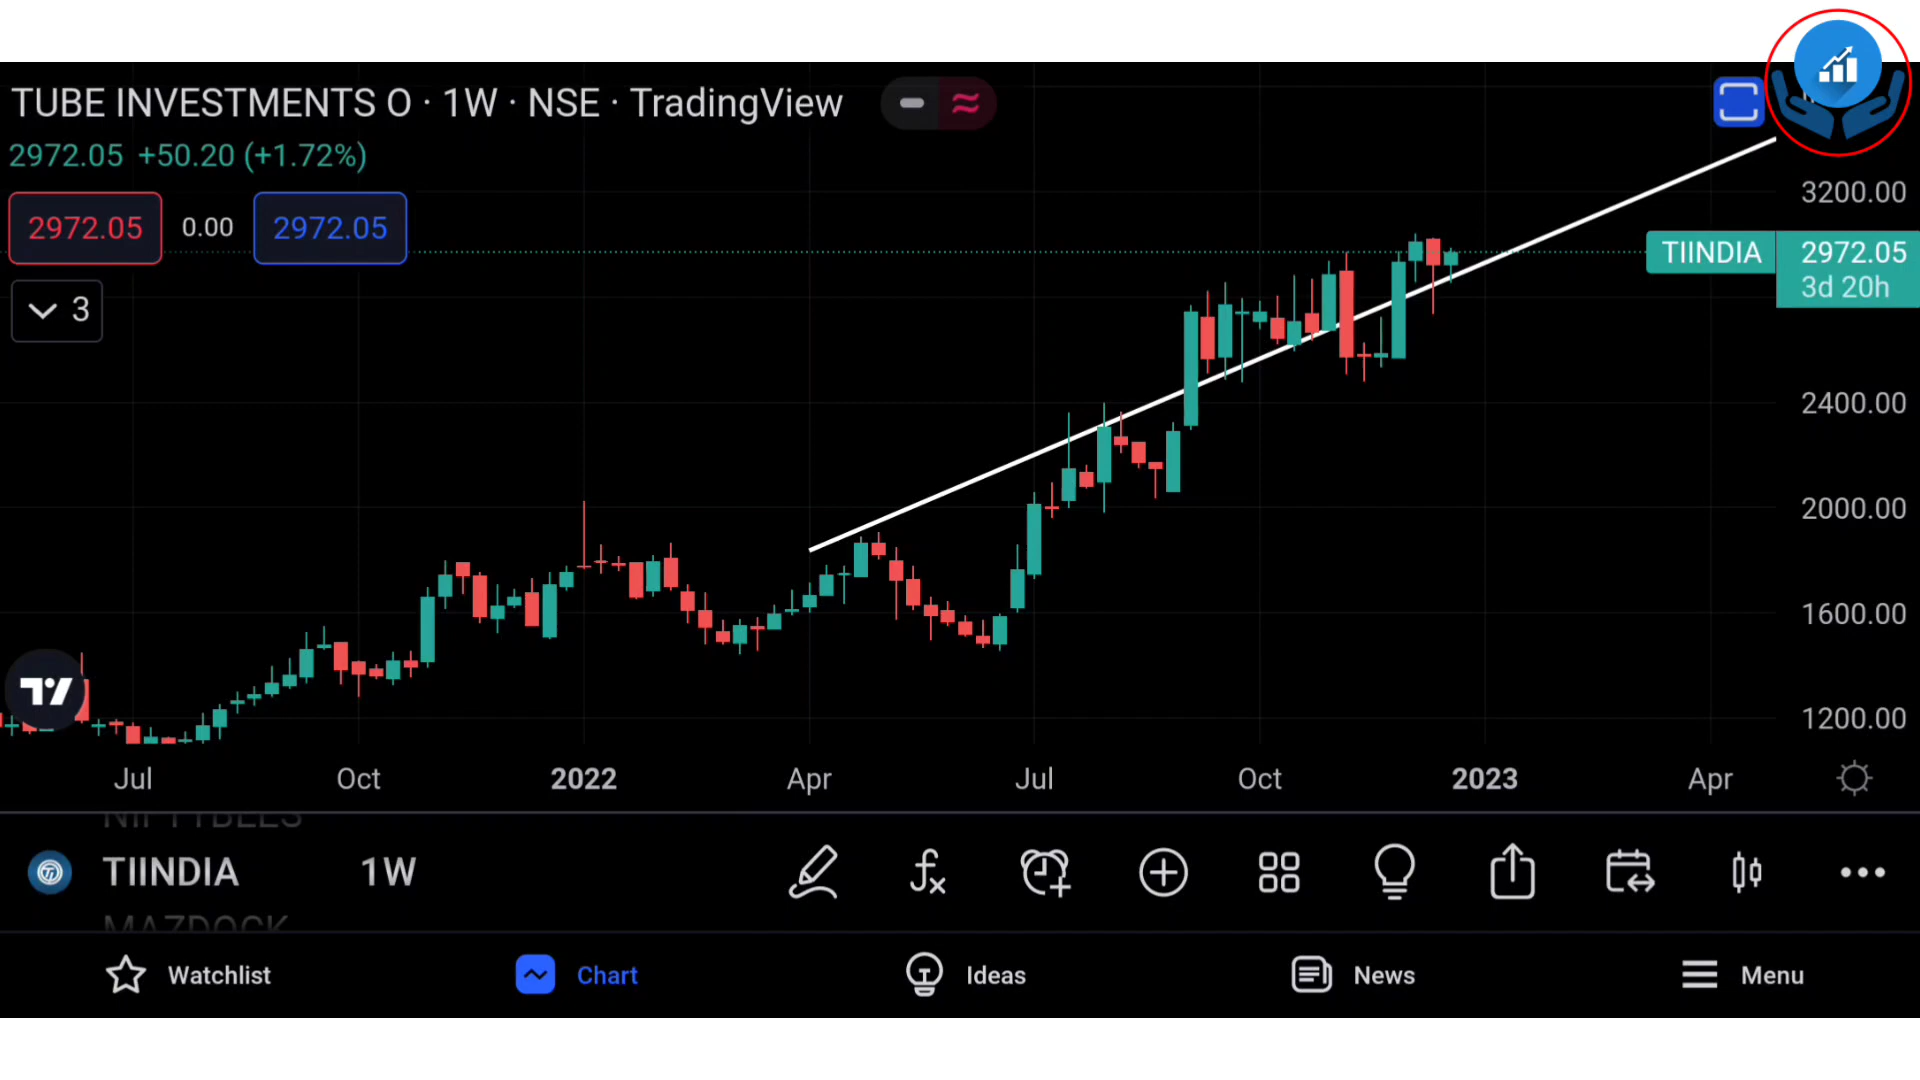 TUBE INVESTMENTS O · 1W · NSE · TradingView
2972.05 +50.20 (+1.72%)
2972.05 0.00 2972.05
3
3200.00
TIINDIA 2972.05
3d 20h
2400.00
2000.00
1600.00
1200.00
Jul Oct 2022 Apr Jul Oct 2023 Apr
NIFTYBEES
TIINDIA 1W
MAZDOCK
Watchlist Chart Ideas News Menu